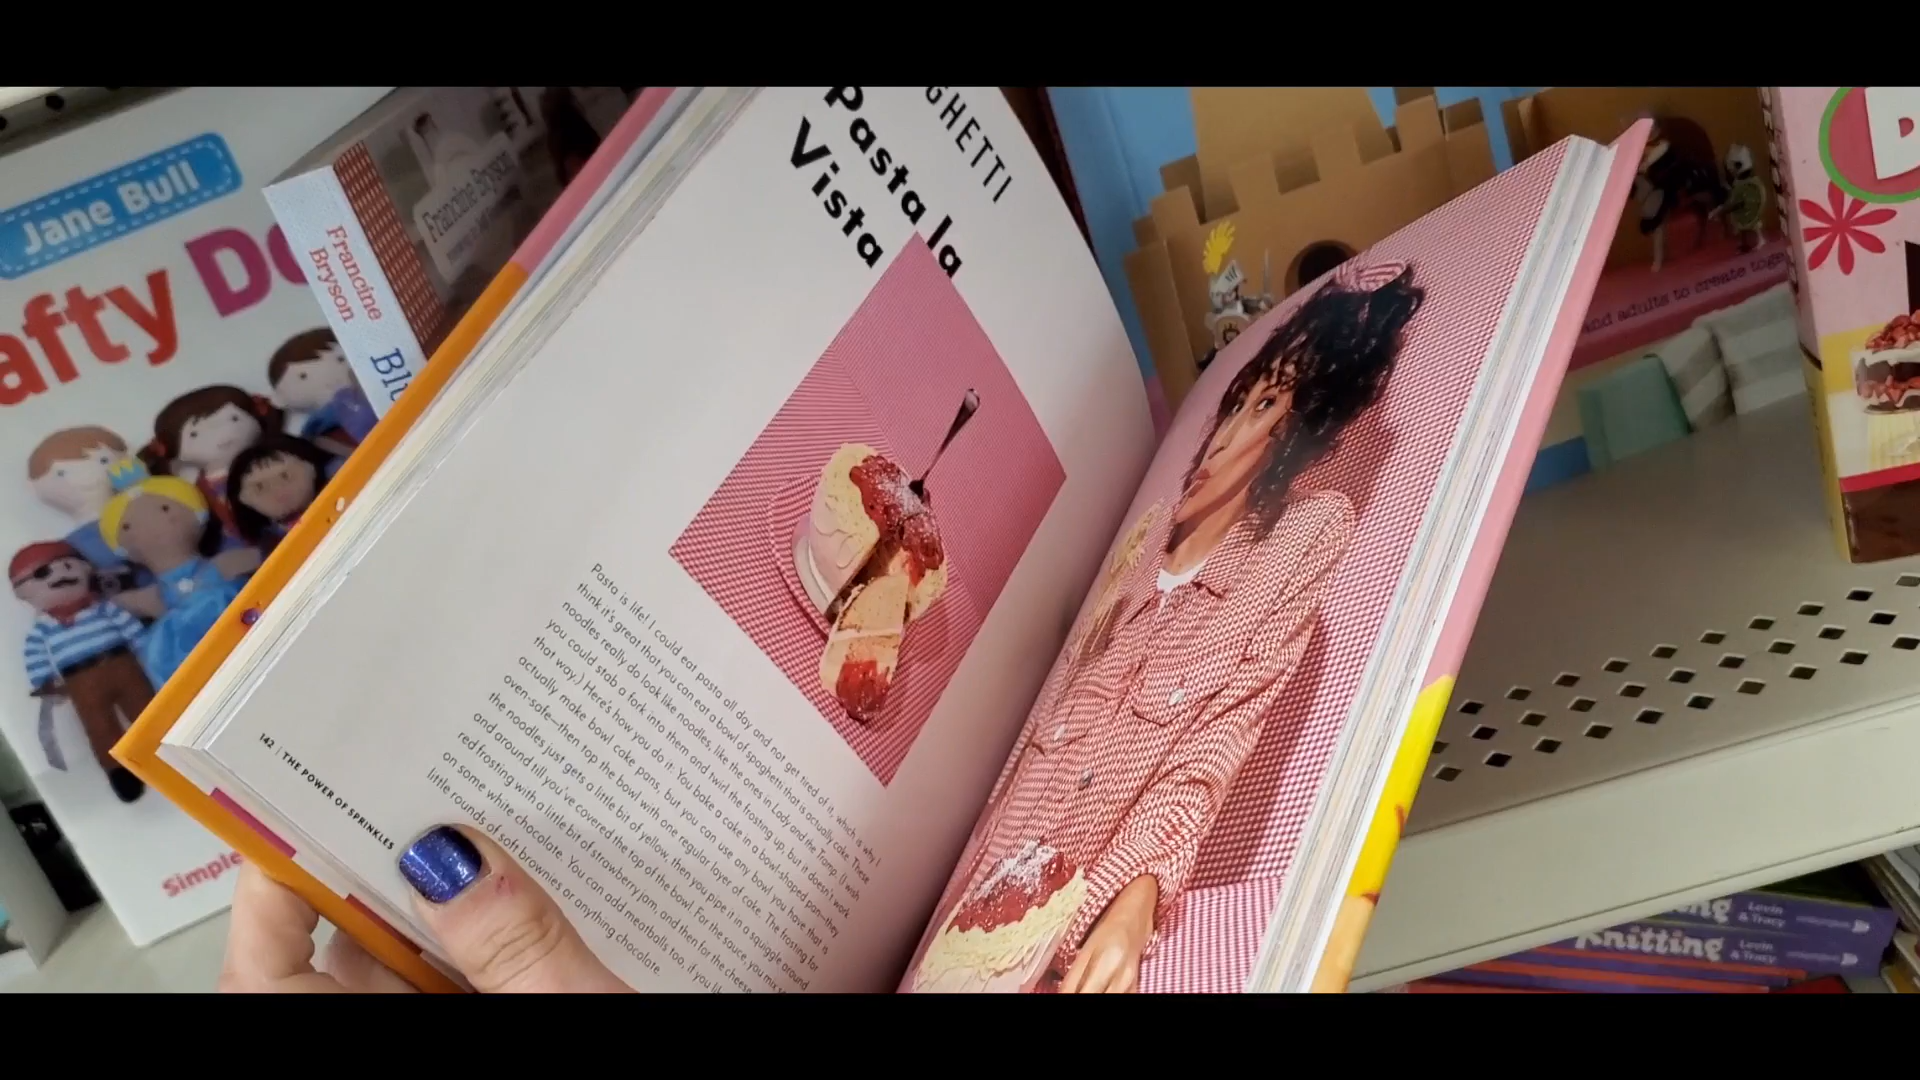 Jane Bull
afty
Francine
Bryson
Francine Bryson
GHETTI
Pasta la
Vista
Pasta is life! I could eat pasta all day and not get tired of it, which is why I
think it's great that you can eat a bowl of spaghetti that is actually cake. These
noodles really do look like noodles, like the ones in Lady and the Tramp. (I wish
you could stab a fork into them and twirl the frosting up, but it doesn't work
that way.) Here's how you do it: You bake a cake in a bowl-shaped pan—they
actually make bowl cake pans, but you can use any bowl you have that is
oven-safe—then top the bowl with one regular layer of cake. The frosting for
the noodles just gets a little bit of yellow, then you pipe it in a squiggle around
and around till you've covered the top of the bowl. For the sauce, you mix
red frosting with a little bit of strawberry jam, and then for the cheese
on some white chocolate. You can add meatballs too, if you
little rounds of soft brownies or anything chocolate.
142 | THE POWER OF SPRINKLES
and adults to create toge
Simple
Levin
& Tracy
Knitting
Levin
& Tracy